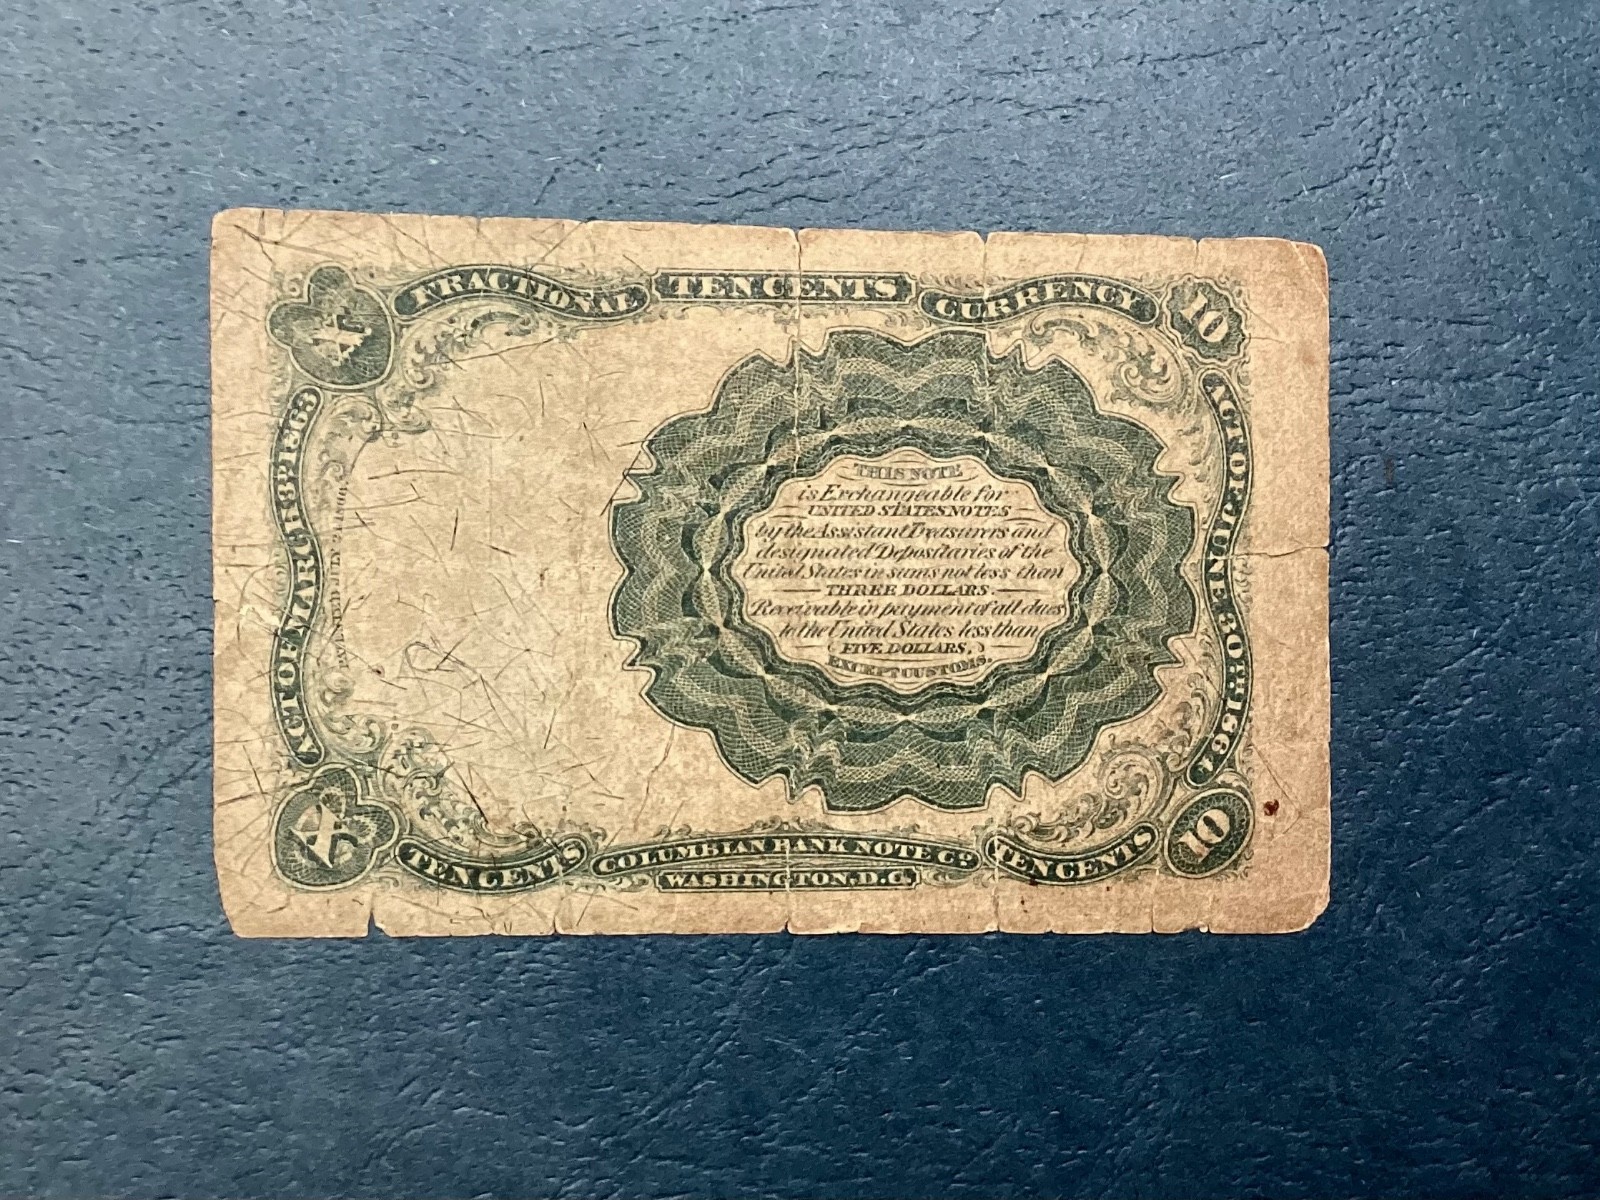 FRACTIONAL TEN CENTS CURRENCY
X
10
ACT OF MARCH 3RD 1863
ACT OF JUNE 30TH 1864
THIS NOTE
is Exchangeable for
UNITED STATES NOTES
by the Assistant Treasurers and
designated Depositaries of the
United States in sums not less than
THREE DOLLARS.
Receivable in payment of all dues
to the United States less than
FIVE DOLLARS,
EXCEPT CUSTOMS.
X
10
TEN CENTS
COLUMBIAN BANK NOTE CO.
WASHINGTON, D.C.
TEN CENTS